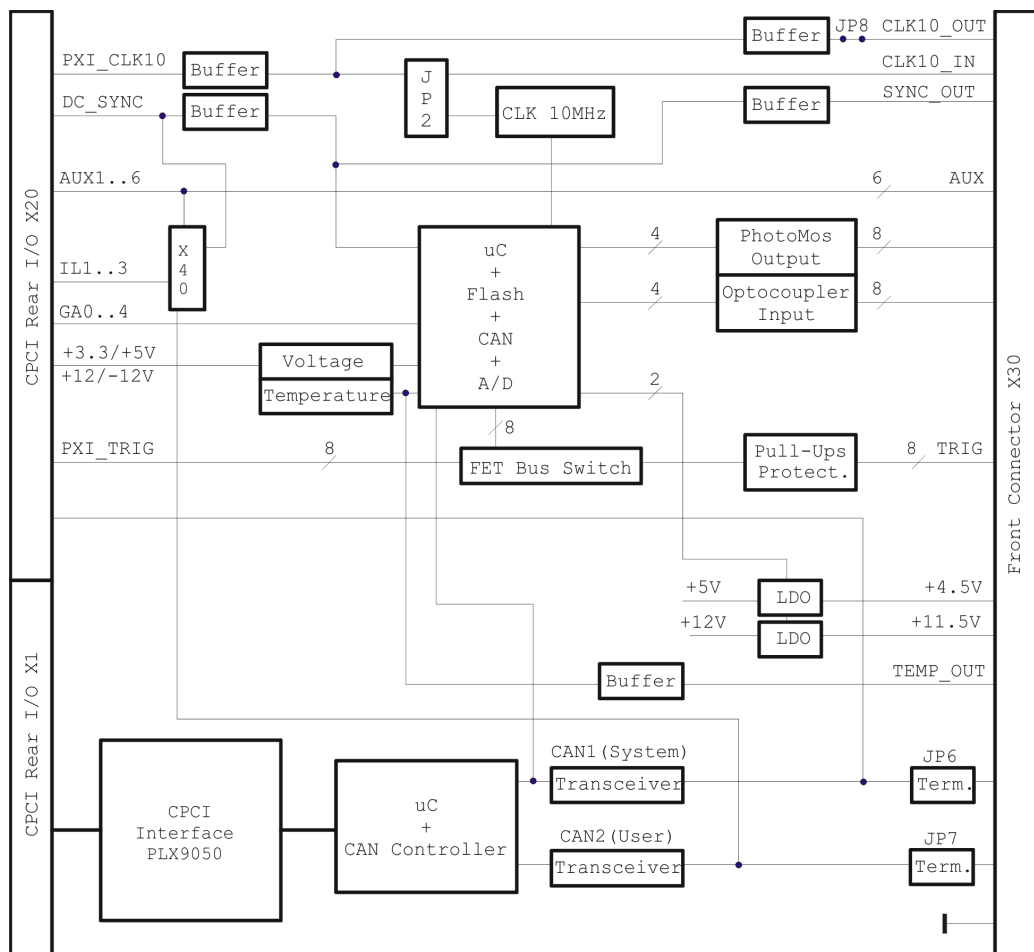 Buffer
JP8
CLK10_OUT
PXI_CLK10
Buffer
CLK10_IN
J
P
2
DC_SYNC
Buffer
CLK 10MHz
Buffer
SYNC_OUT
AUX1..6
6
AUX
CPCI Rear I/O X20
X
4
0
IL1..3
GA0..4
uC
+
Flash
+
CAN
+
A/D
4
PhotoMos
Output
8
4
Optocoupler
Input
8
+3.3/+5V
+12/-12V
Voltage
Temperature
2
8
PXI_TRIG
8
FET Bus Switch
Pull-Ups
Protect.
8
TRIG
Front Connector X30
+5V
LDO
+4.5V
+12V
LDO
+11.5V
CPCI Rear I/O X1
Buffer
TEMP_OUT
CPCI
Interface
PLX9050
uC
+
CAN Controller
CAN1(System)
Transceiver
JP6
Term.
CAN2(User)
Transceiver
JP7
Term.